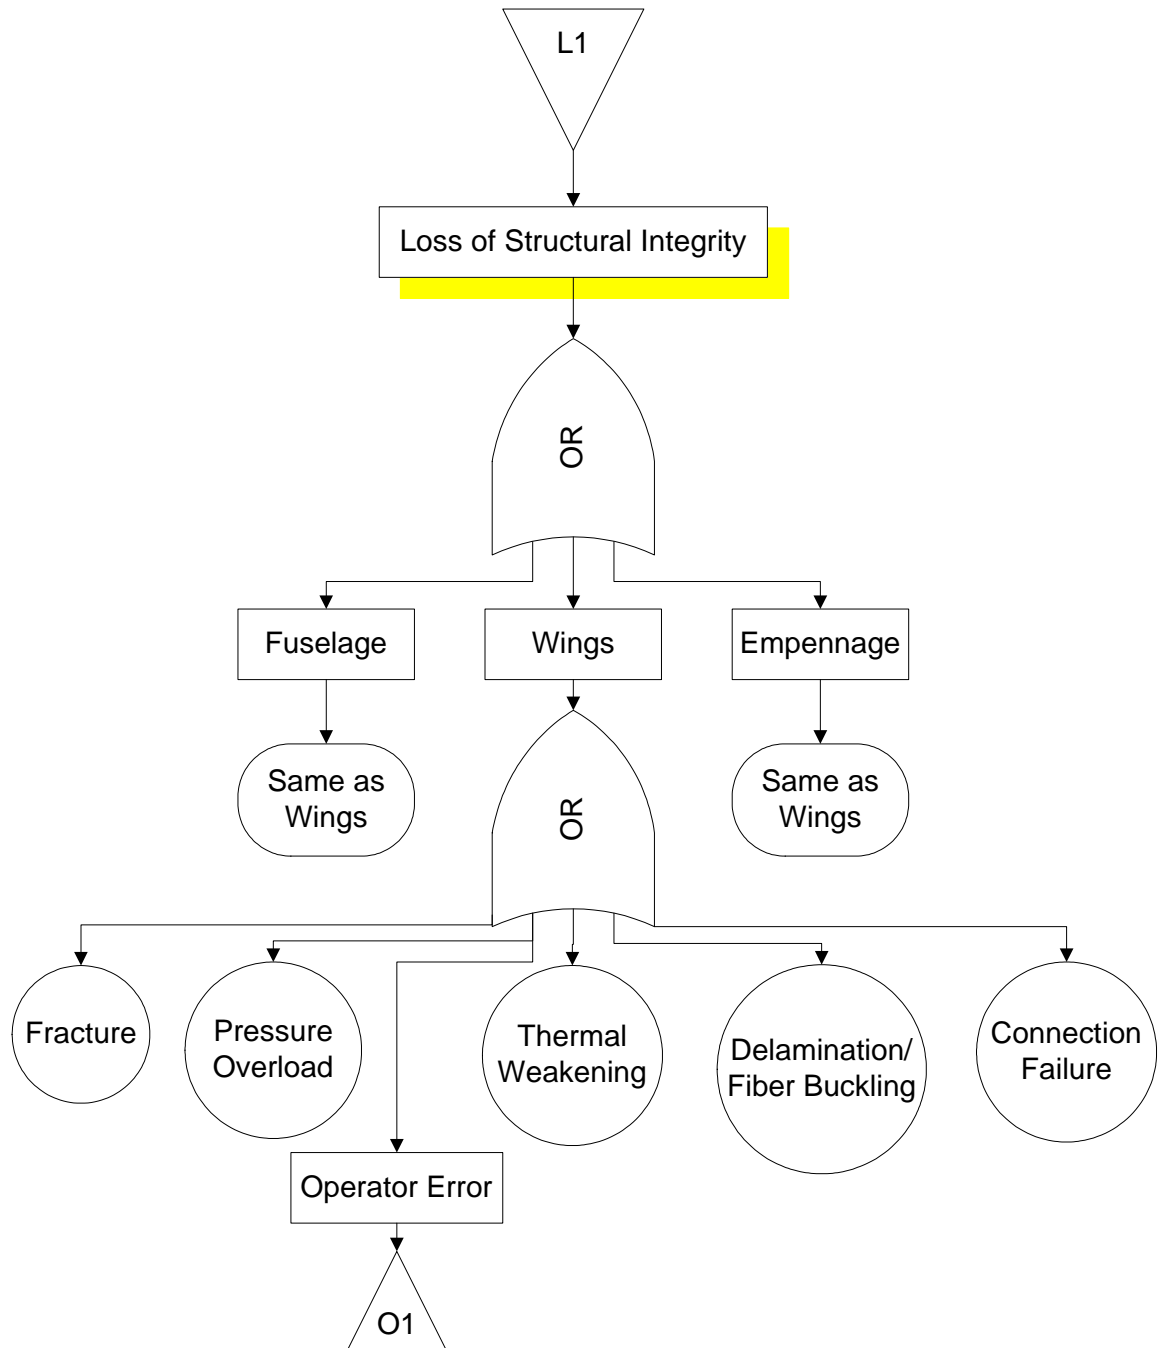 L1
Loss of Structural Integrity
OR
Fuselage
Wings
Empennage
Same as
Wings
OR
Same as
Wings
Fracture
Pressure
Overload
Thermal
Weakening
Delamination/
Fiber Buckling
Connection
Failure
Operator Error
O1